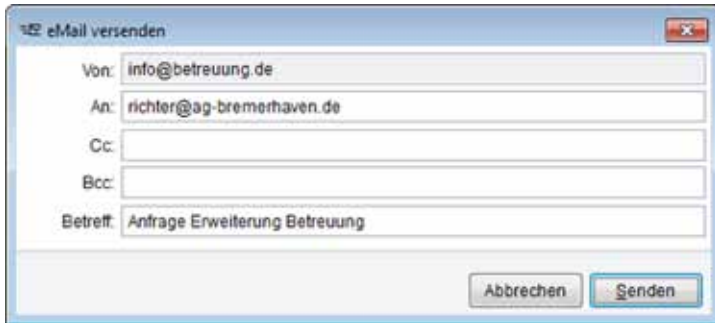 eMail versenden
Von: info@betreuung.de
An: richter@ag-bremerhaven.de
Cc:
Bcc:
Betreff: Anfrage Erweiterung Betreuung
Abbrechen Senden